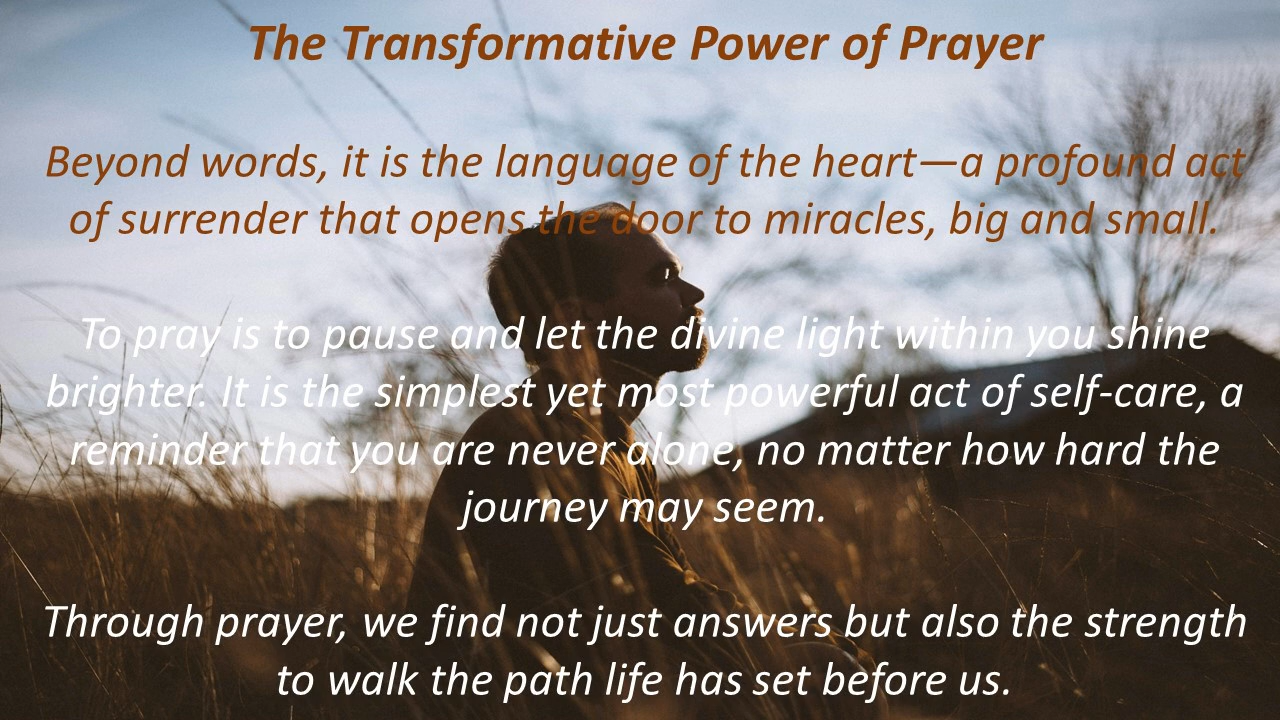 The Transformative Power of Prayer
Beyond words, it is the language of the heart—a profound act
of surrender that opens the door to miracles, big and small.
To pray is to pause and let the divine light within you shine
brighter. It is the simplest yet most powerful act of self-care, a
reminder that you are never alone, no matter how hard the
journey may seem.
Through prayer, we find not just answers but also the strength
to walk the path life has set before us.